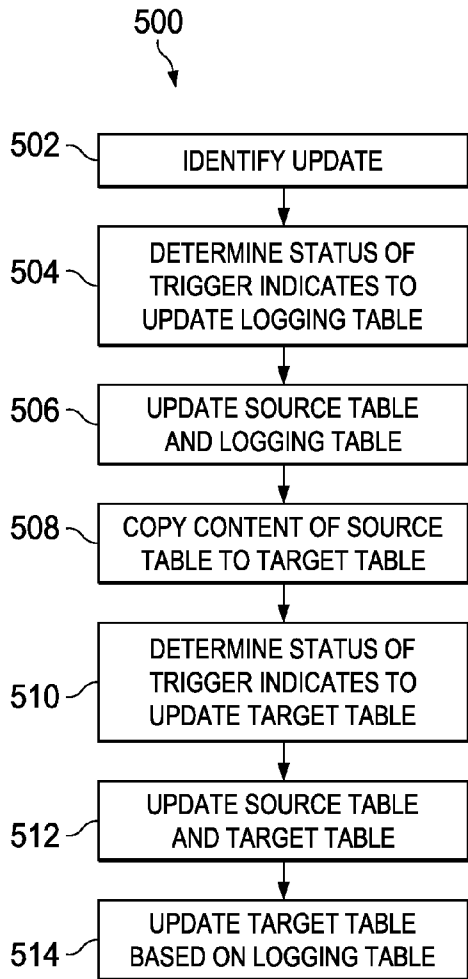 500
502
IDENTIFY UPDATE
504
DETERMINE STATUS OF
TRIGGER INDICATES TO
UPDATE LOGGING TABLE
506
UPDATE SOURCE TABLE
AND LOGGING TABLE
508
COPY CONTENT OF SOURCE
TABLE TO TARGET TABLE
510
DETERMINE STATUS OF
TRIGGER INDICATES TO
UPDATE TARGET TABLE
512
UPDATE SOURCE TABLE
AND TARGET TABLE
514
UPDATE TARGET TABLE
BASED ON LOGGING TABLE